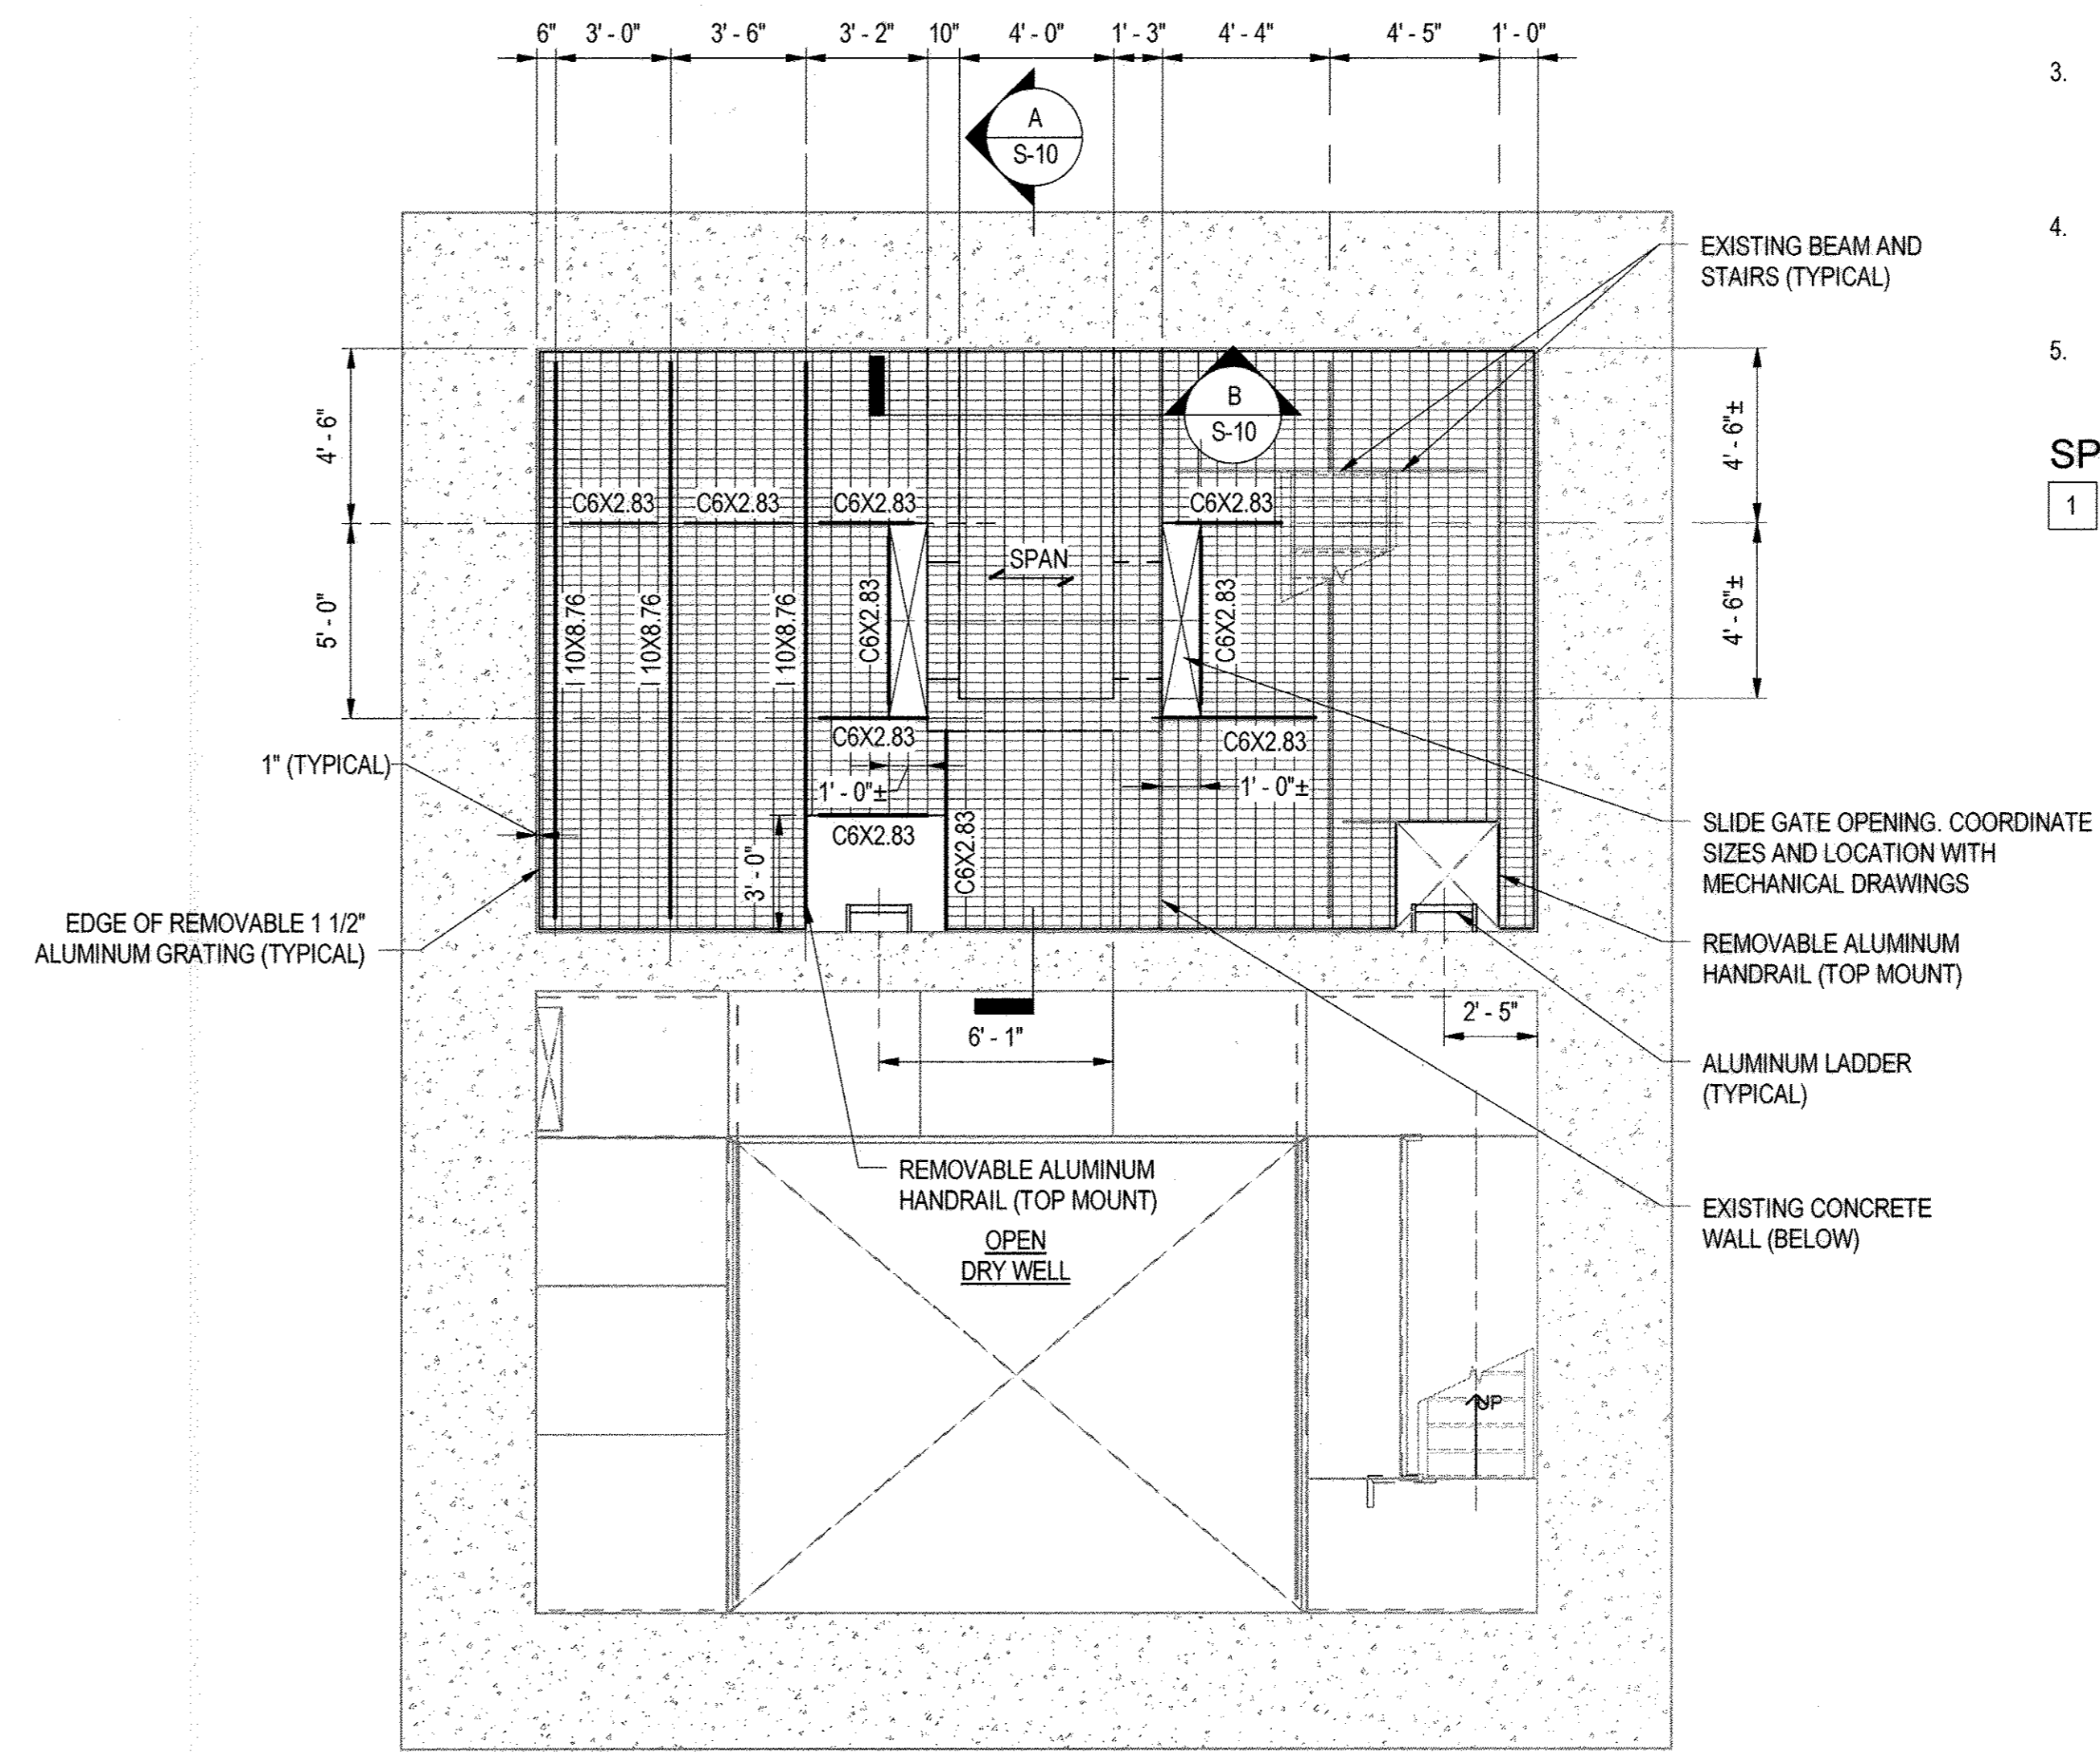 6" 3' - 0" 3' - 6" 3' - 2" 10" 4' - 0" 1' - 3" 4' - 4" 4' - 5" 1' - 0"
3.
A
S-10
4.
EXISTING BEAM AND
STAIRS (TYPICAL)
5.
B
S-10
4' - 6"
4' - 6"±
SP
1
C6X2.83 C6X2.83 C6X2.83 C6X2.83
SPAN
5' - 0"
I 10X8.76 I 10X8.76 I 10X8.76 C6X2.83 C6X2.83
4' - 6"±
C6X2.83 C6X2.83
1" (TYPICAL)
1' - 0"± 1' - 0"±
C6X2.83
3' - 0"
C6X2.83
SLIDE GATE OPENING. COORDINATE
SIZES AND LOCATION WITH
MECHANICAL DRAWINGS
EDGE OF REMOVABLE 1 1/2"
ALUMINUM GRATING (TYPICAL)
REMOVABLE ALUMINUM
HANDRAIL (TOP MOUNT)
2' - 5"
6' - 1"
ALUMINUM LADDER
(TYPICAL)
REMOVABLE ALUMINUM
HANDRAIL (TOP MOUNT)
EXISTING CONCRETE
WALL (BELOW)
OPEN
DRY WELL
UP